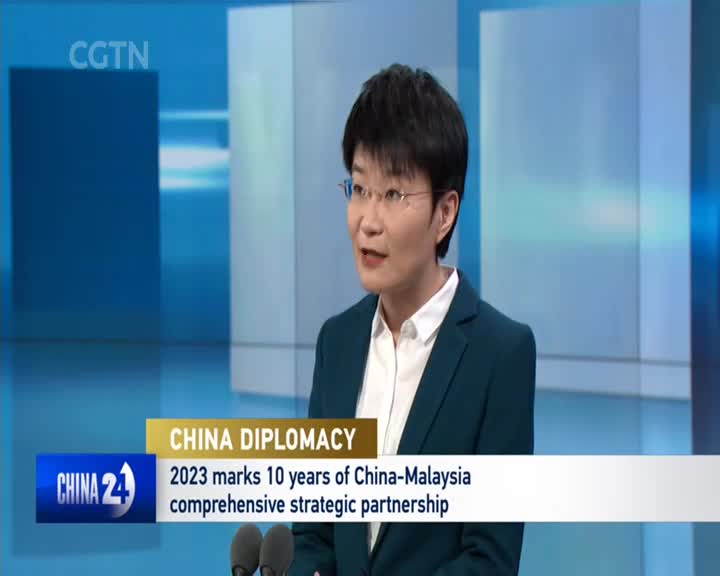 CGTN
CHINA DIPLOMACY
2023 marks 10 years of China-Malaysia
CHINA 24
comprehensive strategic partnership